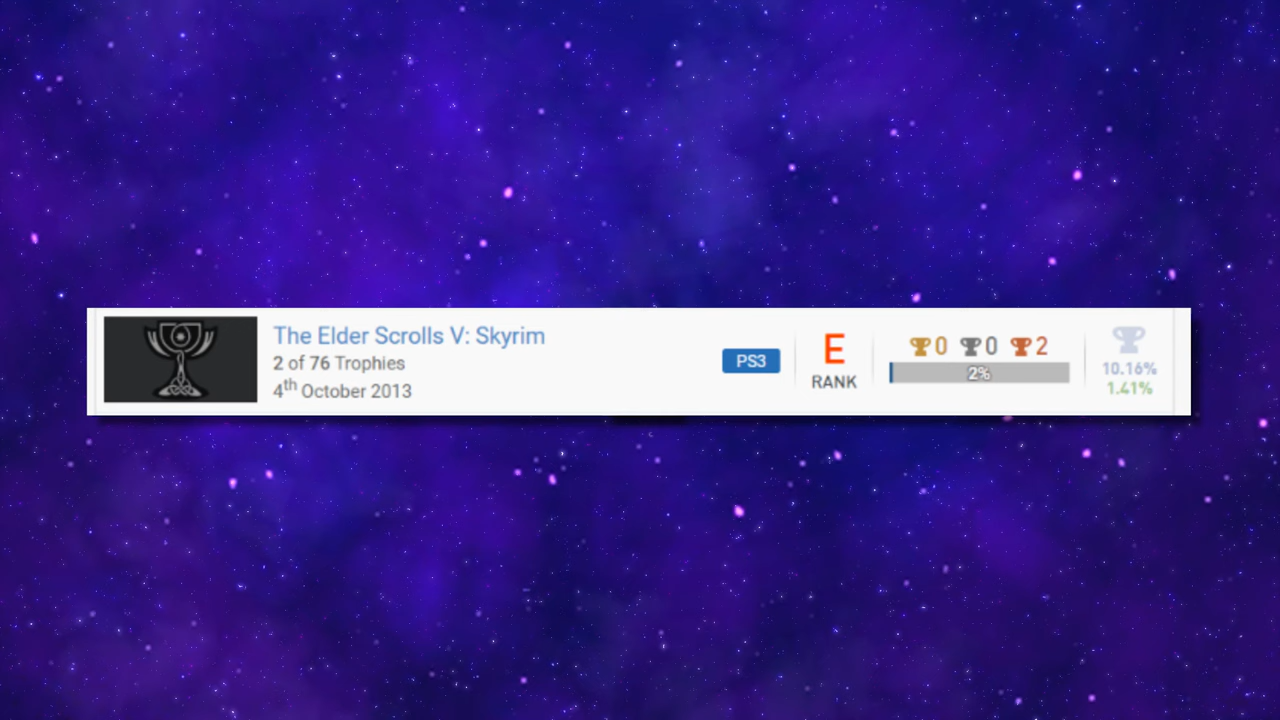 The Elder Scrolls V: Skyrim
2 of 76 Trophies
4th October 2013
PS3
E
RANK
0 0 2
2%
10.16%
1.41%